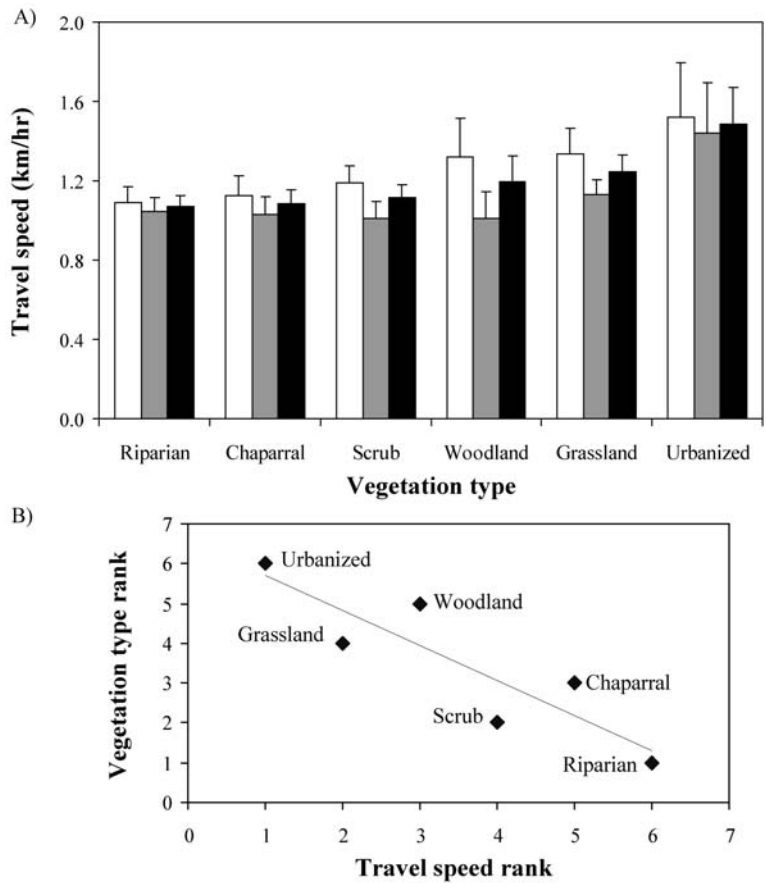 A)
2.0
1.6
1.2
0.8
0.4
0.0
Travel speed (km/hr)
Riparian Chaparral Scrub Woodland Grassland Urbanized
Vegetation type
B)
7
6
5
4
3
2
1
0
Vegetation type rank
Urbanized
Woodland
Grassland
Chaparral
Scrub
Riparian
0 1 2 3 4 5 6 7
Travel speed rank